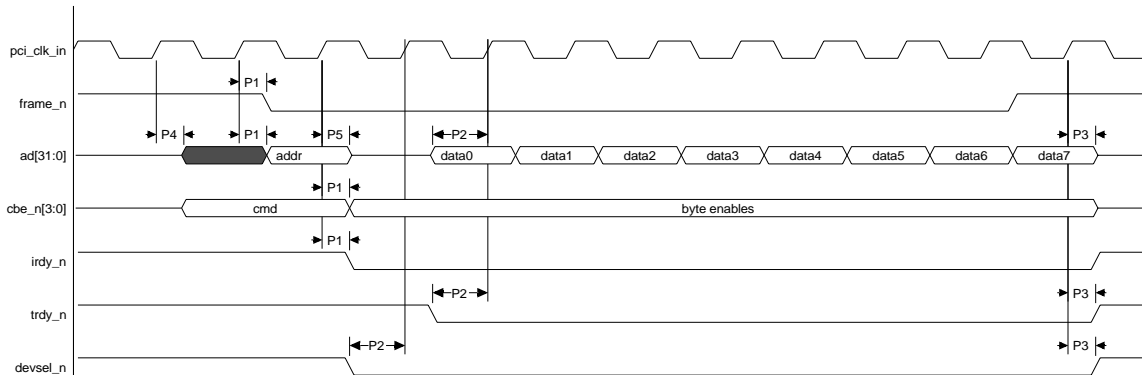 pci_clk_in
P1
frame_n
P4 P1 P5 P2 P3
ad[31:0] addr data0 data1 data2 data3 data4 data5 data6 data7
P1
cbe_n[3:0] cmd byte enables
P1
irdy_n
P2 P3
trdy_n
P2 P3
devsel_n